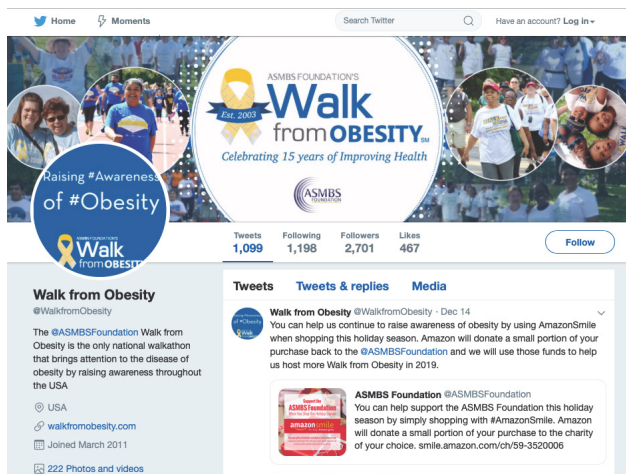 Home
Moments
Search Twitter
Have an account? Log in
ASMBS FOUNDATION'S
Est. 2003
Walk
from OBESITY SM
Celebrating 15 years of Improving Health
ASMBS
FOUNDATION
Raising #Awareness
of #Obesity
ASMBS FOUNDATION'S
Walk
from OBESITY
Tweets
1,099
Following
1,198
Followers
2,701
Likes
467
Follow
Walk from Obesity
@WalkfromObesity
The @ASMBSFoundation Walk from
Obesity is the only national walkathon
that brings attention to the disease of
obesity by raising awareness throughout
the USA
USA
walkfromobesity.com
Joined March 2011
222 Photos and videos
Tweets
Tweets & replies
Media
Walk from Obesity @WalkfromObesity · Dec 14
You can help us continue to raise awareness of obesity by using AmazonSmile
when shopping this holiday season. Amazon will donate a small portion of your
purchase back to the @ASMBSFoundation and we will use those funds to help
us host more Walk from Obesity in 2019.
Support the
ASMBS Foundation
amazonsmile
ASMBS Foundation @ASMBSFoundation
You can help support the ASMBS Foundation this holiday
season by simply shopping with #AmazonSmile. Amazon
will donate a small portion of your purchase to the charity
of your choice. smile.amazon.com/ch/59-3520006